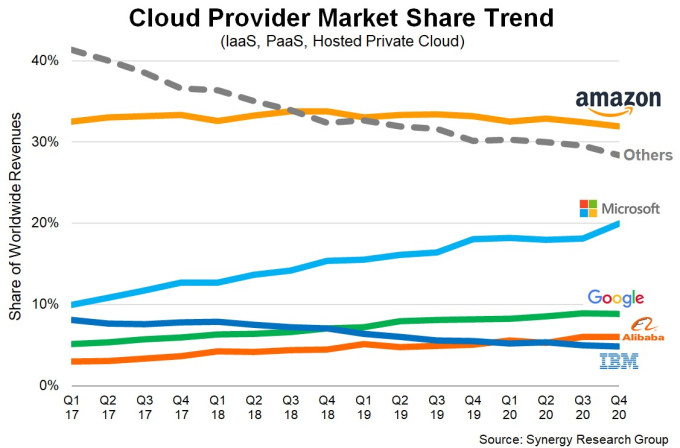 Cloud Provider Market Share Trend
(IaaS, PaaS, Hosted Private Cloud)
Share of Worldwide Revenues
40%
30%
20%
10%
0%
amazon
Others
Microsoft
Google
Alibaba
IBM
Q1 Q2 Q3 Q4 Q1 Q2 Q3 Q4 Q1 Q2 Q3 Q4 Q1 Q2 Q3 Q4
17 17 17 17 18 18 18 18 19 19 19 19 20 20 20 20
Source: Synergy Research Group